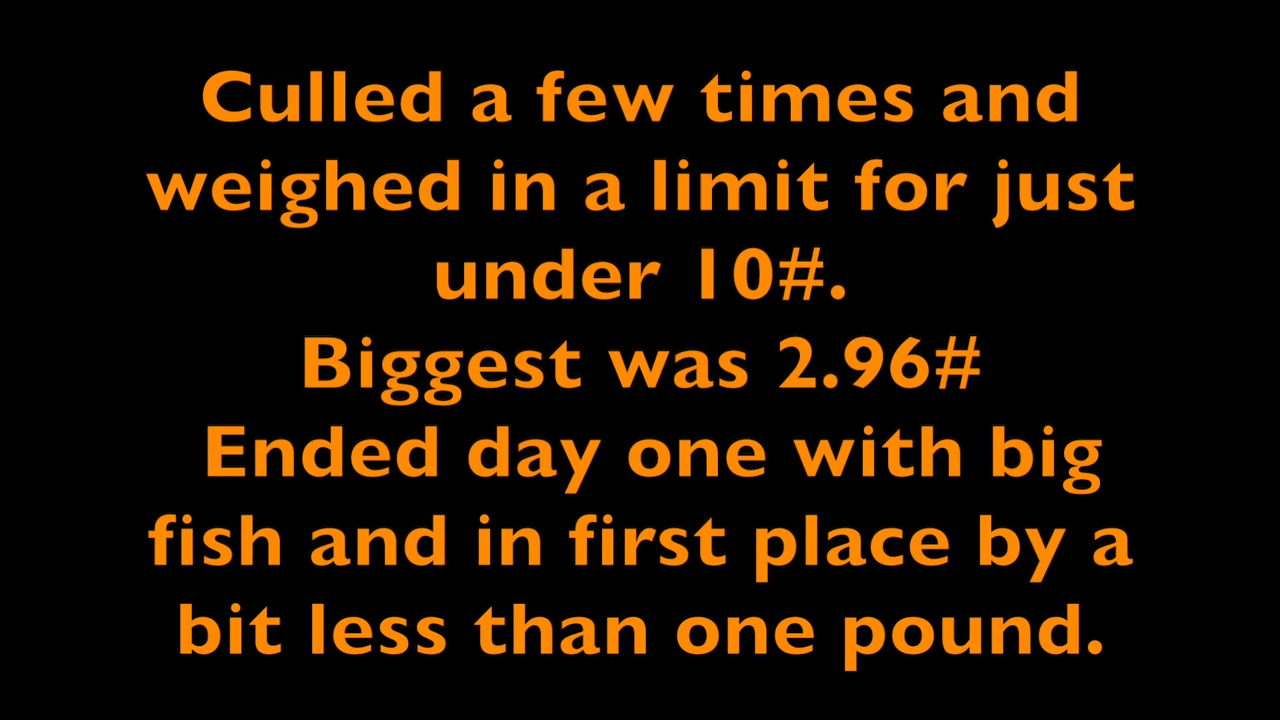 Culled a few times and
weighed in a limit for just
under 10#.
Biggest was 2.96#
Ended day one with big
fish and in first place by a
bit less than one pound.